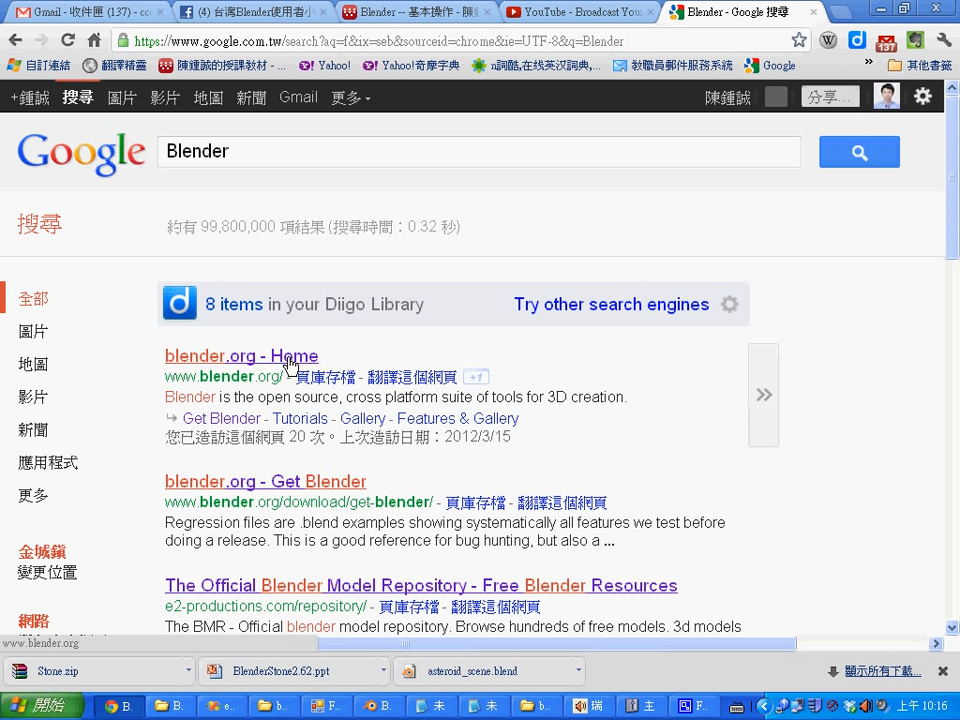 Gmail - 收件匣 (137) - cc
(4) 台灣Blender使用者小
Blender -- 基本操作 - 陳
YouTube - Broadcast You
Blender - Google 搜尋
https://www.google.com.tw/search?aq=f&ix=seb&sourceid=chrome&ie=UTF-8&q=Blender
137
自訂連結
翻譯精靈
陳鍾誠的授課教材 - ...
Yahoo!
Yahoo!奇摩字典
n詞酷,在线英汉词典,...
教職員郵件服務系統
Google
»
其他書籤
+鍾誠 搜尋 圖片 影片 地圖 新聞 Gmail 更多
陳鍾誠
分享...
Google
Blender
搜尋
約有 99,800,000 項結果 (搜尋時間：0.32 秒)
全部
圖片
地圖
影片
新聞
應用程式
更多
金城鎮
變更位置
網路
8 items in your Diigo Library
Try other search engines
blender.org - Home
www.blender.org/ - 頁庫存檔 - 翻譯這個網頁 +1
Blender is the open source, cross platform suite of tools for 3D creation.
Get Blender - Tutorials - Gallery - Features & Gallery
您已造訪這個網頁 20 次。上次造訪日期：2012/3/15
blender.org - Get Blender
www.blender.org/download/get-blender/ - 頁庫存檔 - 翻譯這個網頁
Regression files are .blend examples showing systematically all features we test before
doing a release. This is a good reference for bug hunting, but also a ...
The Official Blender Model Repository - Free Blender Resources
e2-productions.com/repository/ - 頁庫存檔 - 翻譯這個網頁
The BMR - Official blender model repository. Browse hundreds of free models. 3d models
www.blender.org
Stone.zip
BlenderStone2.62.ppt
asteroid_scene.blend
顯示所有下載...
開始
B.
B.
e..
b..
F..
B.
未
未
b..
瑞
主
F..
上午 10:16